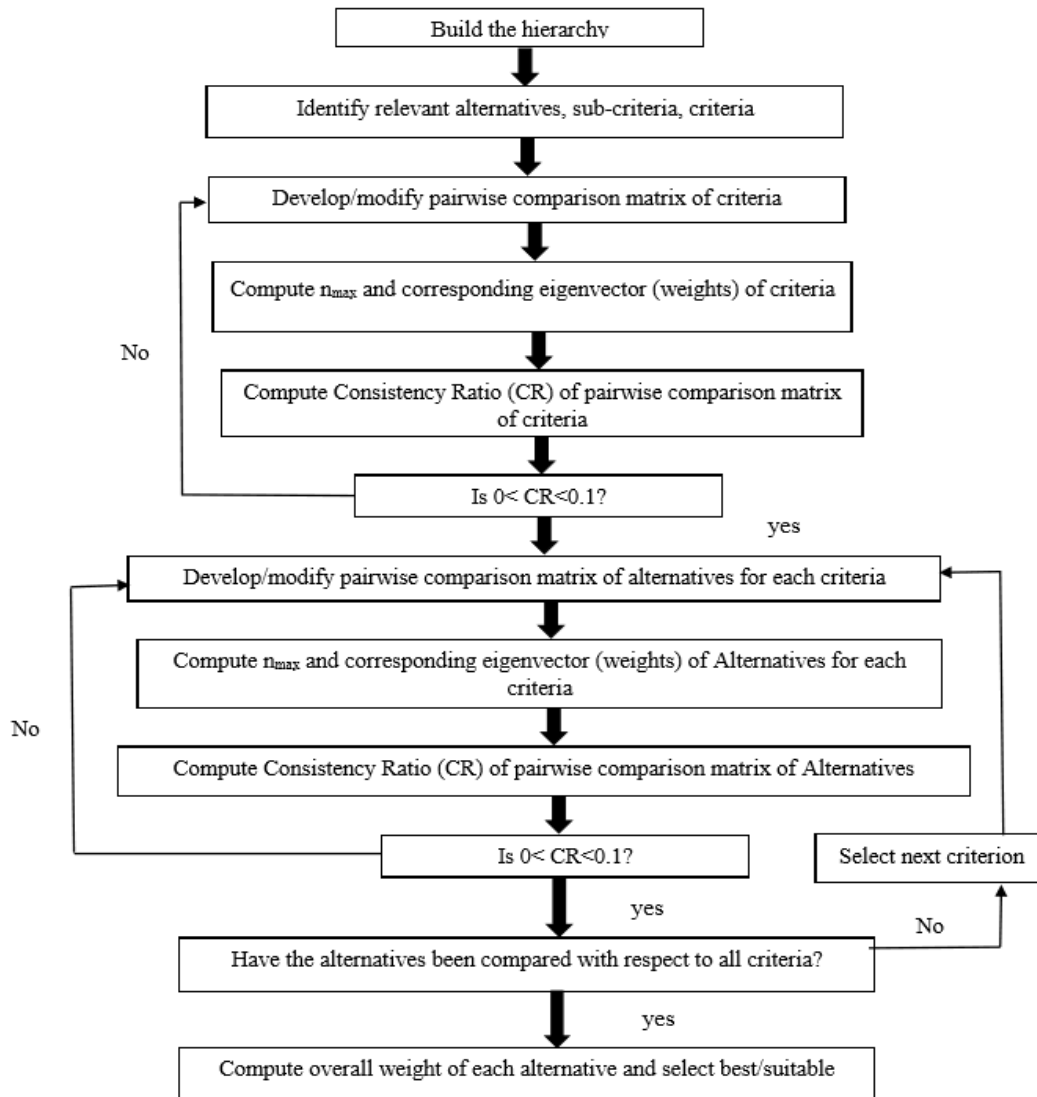 Build the hierarchy
Identify relevant alternatives, sub-criteria, criteria
Develop/modify pairwise comparison matrix of criteria
Compute nmax and corresponding eigenvector (weights) of criteria
No
Compute Consistency Ratio (CR) of pairwise comparison matrix
of criteria
Is 0< CR<0.1?
yes
Develop/modify pairwise comparison matrix of alternatives for each criteria
Compute nmax and corresponding eigenvector (weights) of Alternatives for each
criteria
No
Compute Consistency Ratio (CR) of pairwise comparison matrix of Alternatives
Is 0< CR<0.1?
Select next criterion
yes
No
Have the alternatives been compared with respect to all criteria?
yes
Compute overall weight of each alternative and select best/suitable